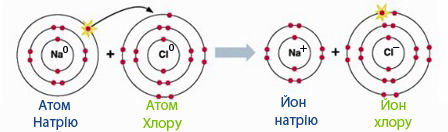 Na⁰ + Cl⁰ Na⁺ + Cl⁻
Атом Атом Йон Йон
Натрію Хлору натрію хлору